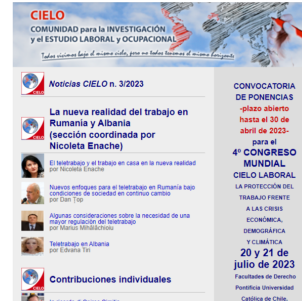 CIELO
COMUNIDAD para la INVESTIGACIÓN
y el ESTUDIO LABORAL y OCUPACIONAL
Todos vivimos bajo el mismo cielo, pero no todos tenemos el mismo horizonte
Noticias CIELO n. 3/2023
La nueva realidad del trabajo en
Rumania y Albania
(sección coordinada por
Nicoleta Enache)
El teletrabajo y el trabajo en casa en la nueva realidad
por Nicoleta Enache
Nuevos enfoques para el teletrabajo en Rumanía bajo
condiciones de sociedad en continuo cambio
por Dan Țop
Algunas consideraciones sobre la necesidad de una
mayor regulación del teletrabajo
por Marius Mihălăchioiu
Teletrabajo en Albania
por Edvana Tiri
Contribuciones individuales
CONVOCATORIA
DE PONENCIAS
-plazo abierto
hasta el 30 de
abril de 2023-
para el
4º CONGRESO
MUNDIAL
CIELO LABORAL
LA PROTECCIÓN DEL
TRABAJO FRENTE
A LAS CRISIS
ECONÓMICA,
DEMOGRÁFICA
Y CLIMÁTICA
20 y 21 de
julio de 2023
Facultades de Derecho
Pontificia Universidad
Católica de Chile,